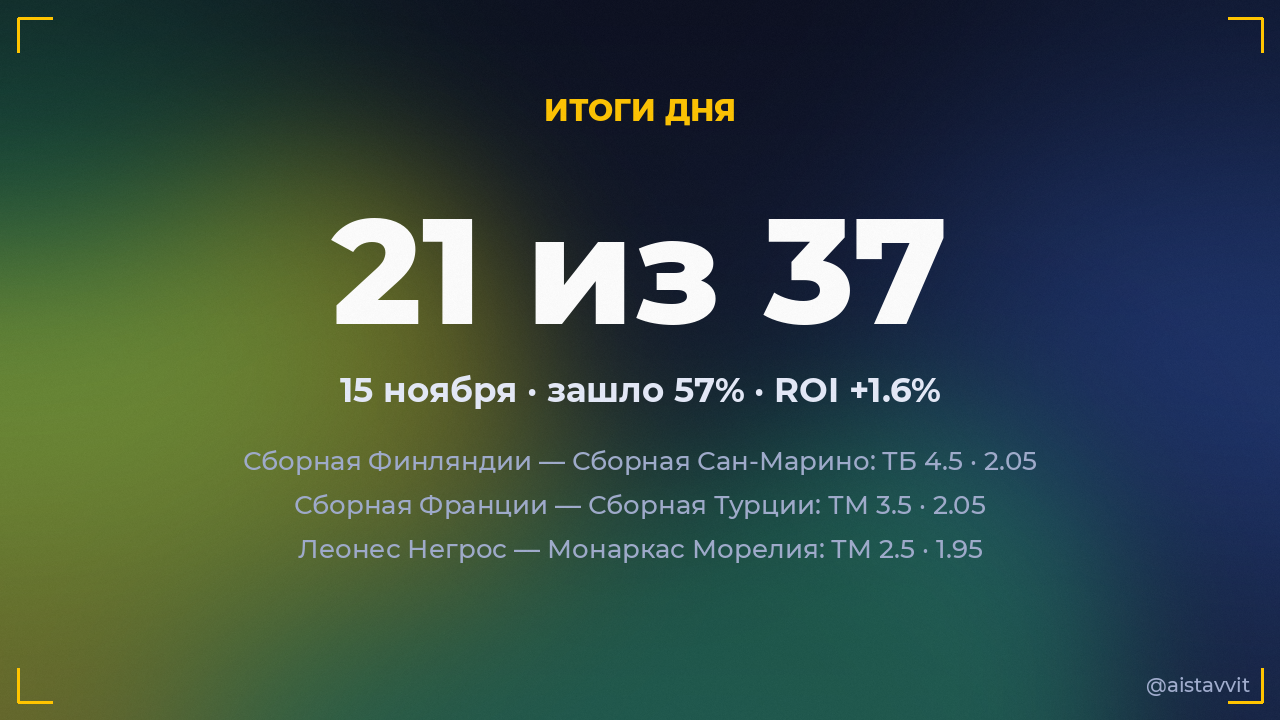 ИТОГИ ДНЯ
21 из 37
15 ноября · зашло 57% · ROI +1.6%
Сборная Финляндии — Сборная Сан-Марино: ТБ 4.5 · 2.05
Сборная Франции — Сборная Турции: ТМ 3.5 · 2.05
Леонес Негрос — Монаркас Морелия: ТМ 2.5 · 1.95
@aistavvit